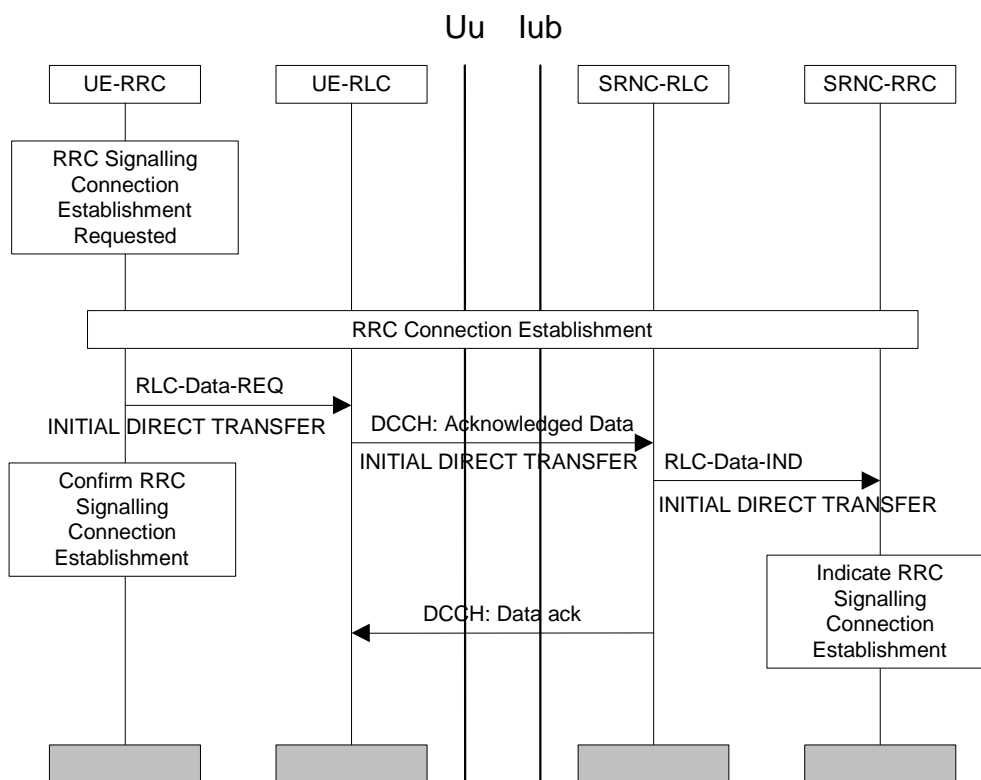 Uu Iub
UE-RRC
UE-RLC
SRNC-RLC
SRNC-RRC
RRC Signalling
Connection
Establishment
Requested
RRC Connection Establishment
RLC-Data-REQ
INITIAL DIRECT TRANSFER
DCCH: Acknowledged Data
INITIAL DIRECT TRANSFER
RLC-Data-IND
INITIAL DIRECT TRANSFER
Confirm RRC
Signalling
Connection
Establishment
Indicate RRC
Signalling
Connection
Establishment
DCCH: Data ack